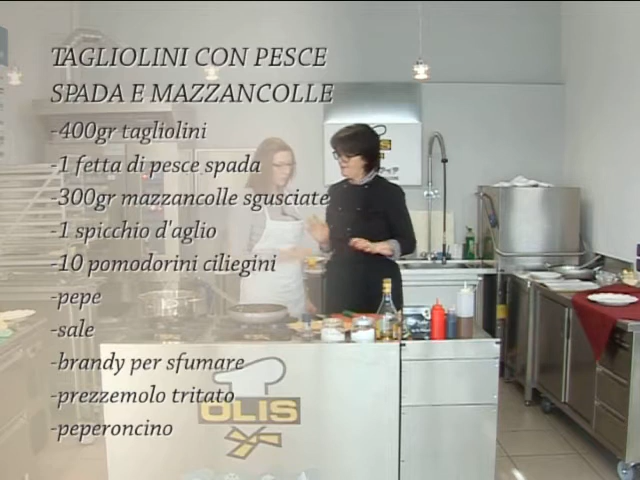 TAGLIOLINI CON PESCE
SPADA E MAZZANCOLLE
-400gr tagliolini
-1 fetta di pesce spada
-300gr mazzancolle sgusciate
-1 spicchio d'aglio
-10 pomodorini ciliegini
-pepe
-sale
-brandy per sfumare
-prezzemolo tritato
-peperoncino
OLIS